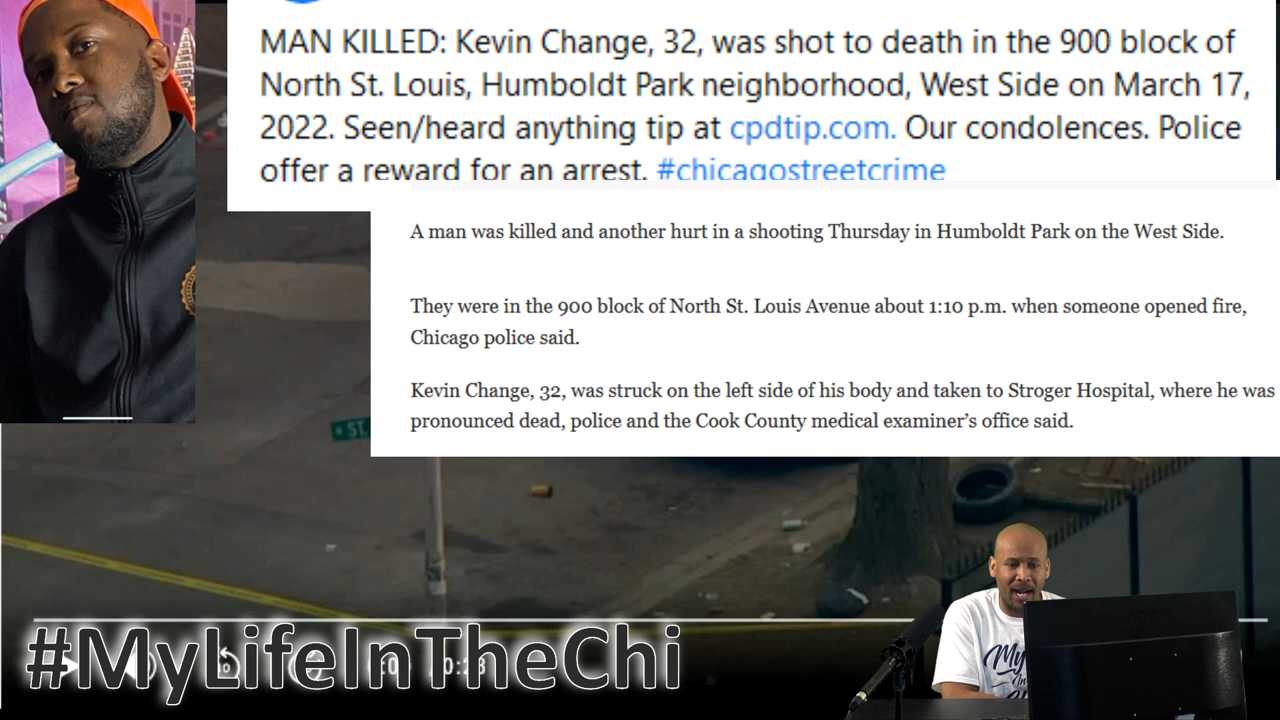 MAN KILLED: Kevin Change, 32, was shot to death in the 900 block of
North St. Louis, Humboldt Park neighborhood, West Side on March 17,
2022. Seen/heard anything tip at cpdtip.com. Our condolences. Police
offer a reward for an arrest. #chicagostreetcrime
A man was killed and another hurt in a shooting Thursday in Humboldt Park on the West Side.
They were in the 900 block of North St. Louis Avenue about 1:10 p.m. when someone opened fire,
Chicago police said.
Kevin Change, 32, was struck on the left side of his body and taken to Stroger Hospital, where he was
pronounced dead, police and the Cook County medical examiner’s office said.
ST
#MyLifeInTheChi
My